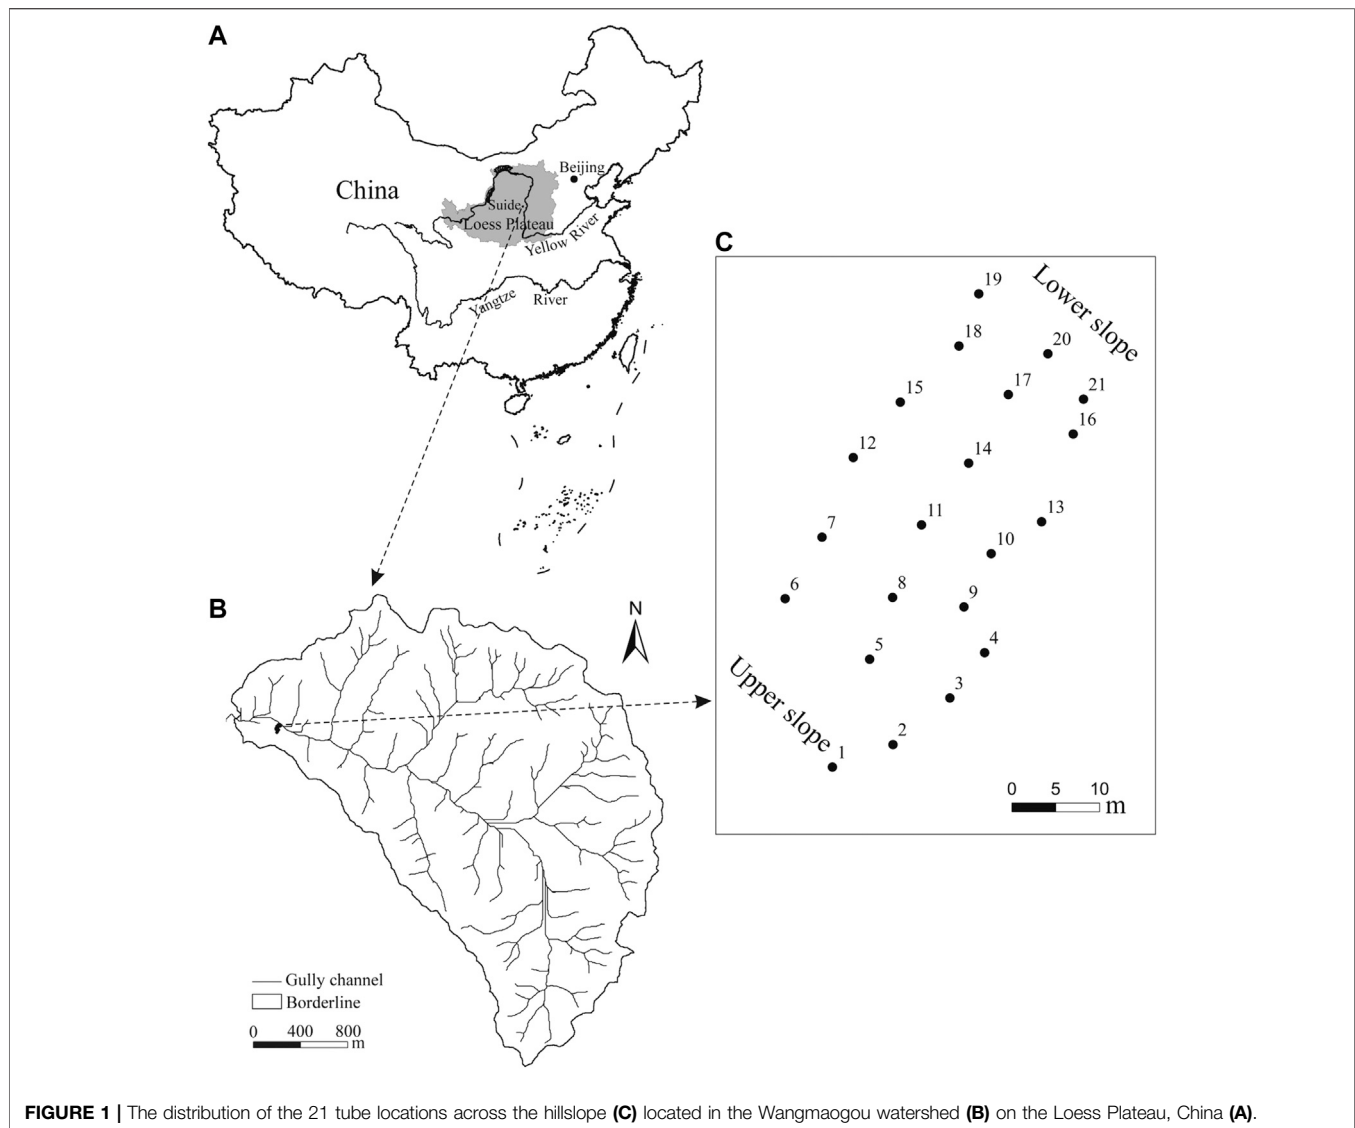 A
Beijing
China
Suide
Loess Plateau
Yellow River
Yangtze River
C
19
Lower slope
18
20
17
15
21
16
12
14
13
11
7
10
6
8
9
4
5
3
Upper slope
2
1
0 5 10
m
B
N
Gully channel
Borderline
0 400 800
m
FIGURE 1 | The distribution of the 21 tube locations across the hillslope (C) located in the Wangmaogou watershed (B) on the Loess Plateau, China (A).